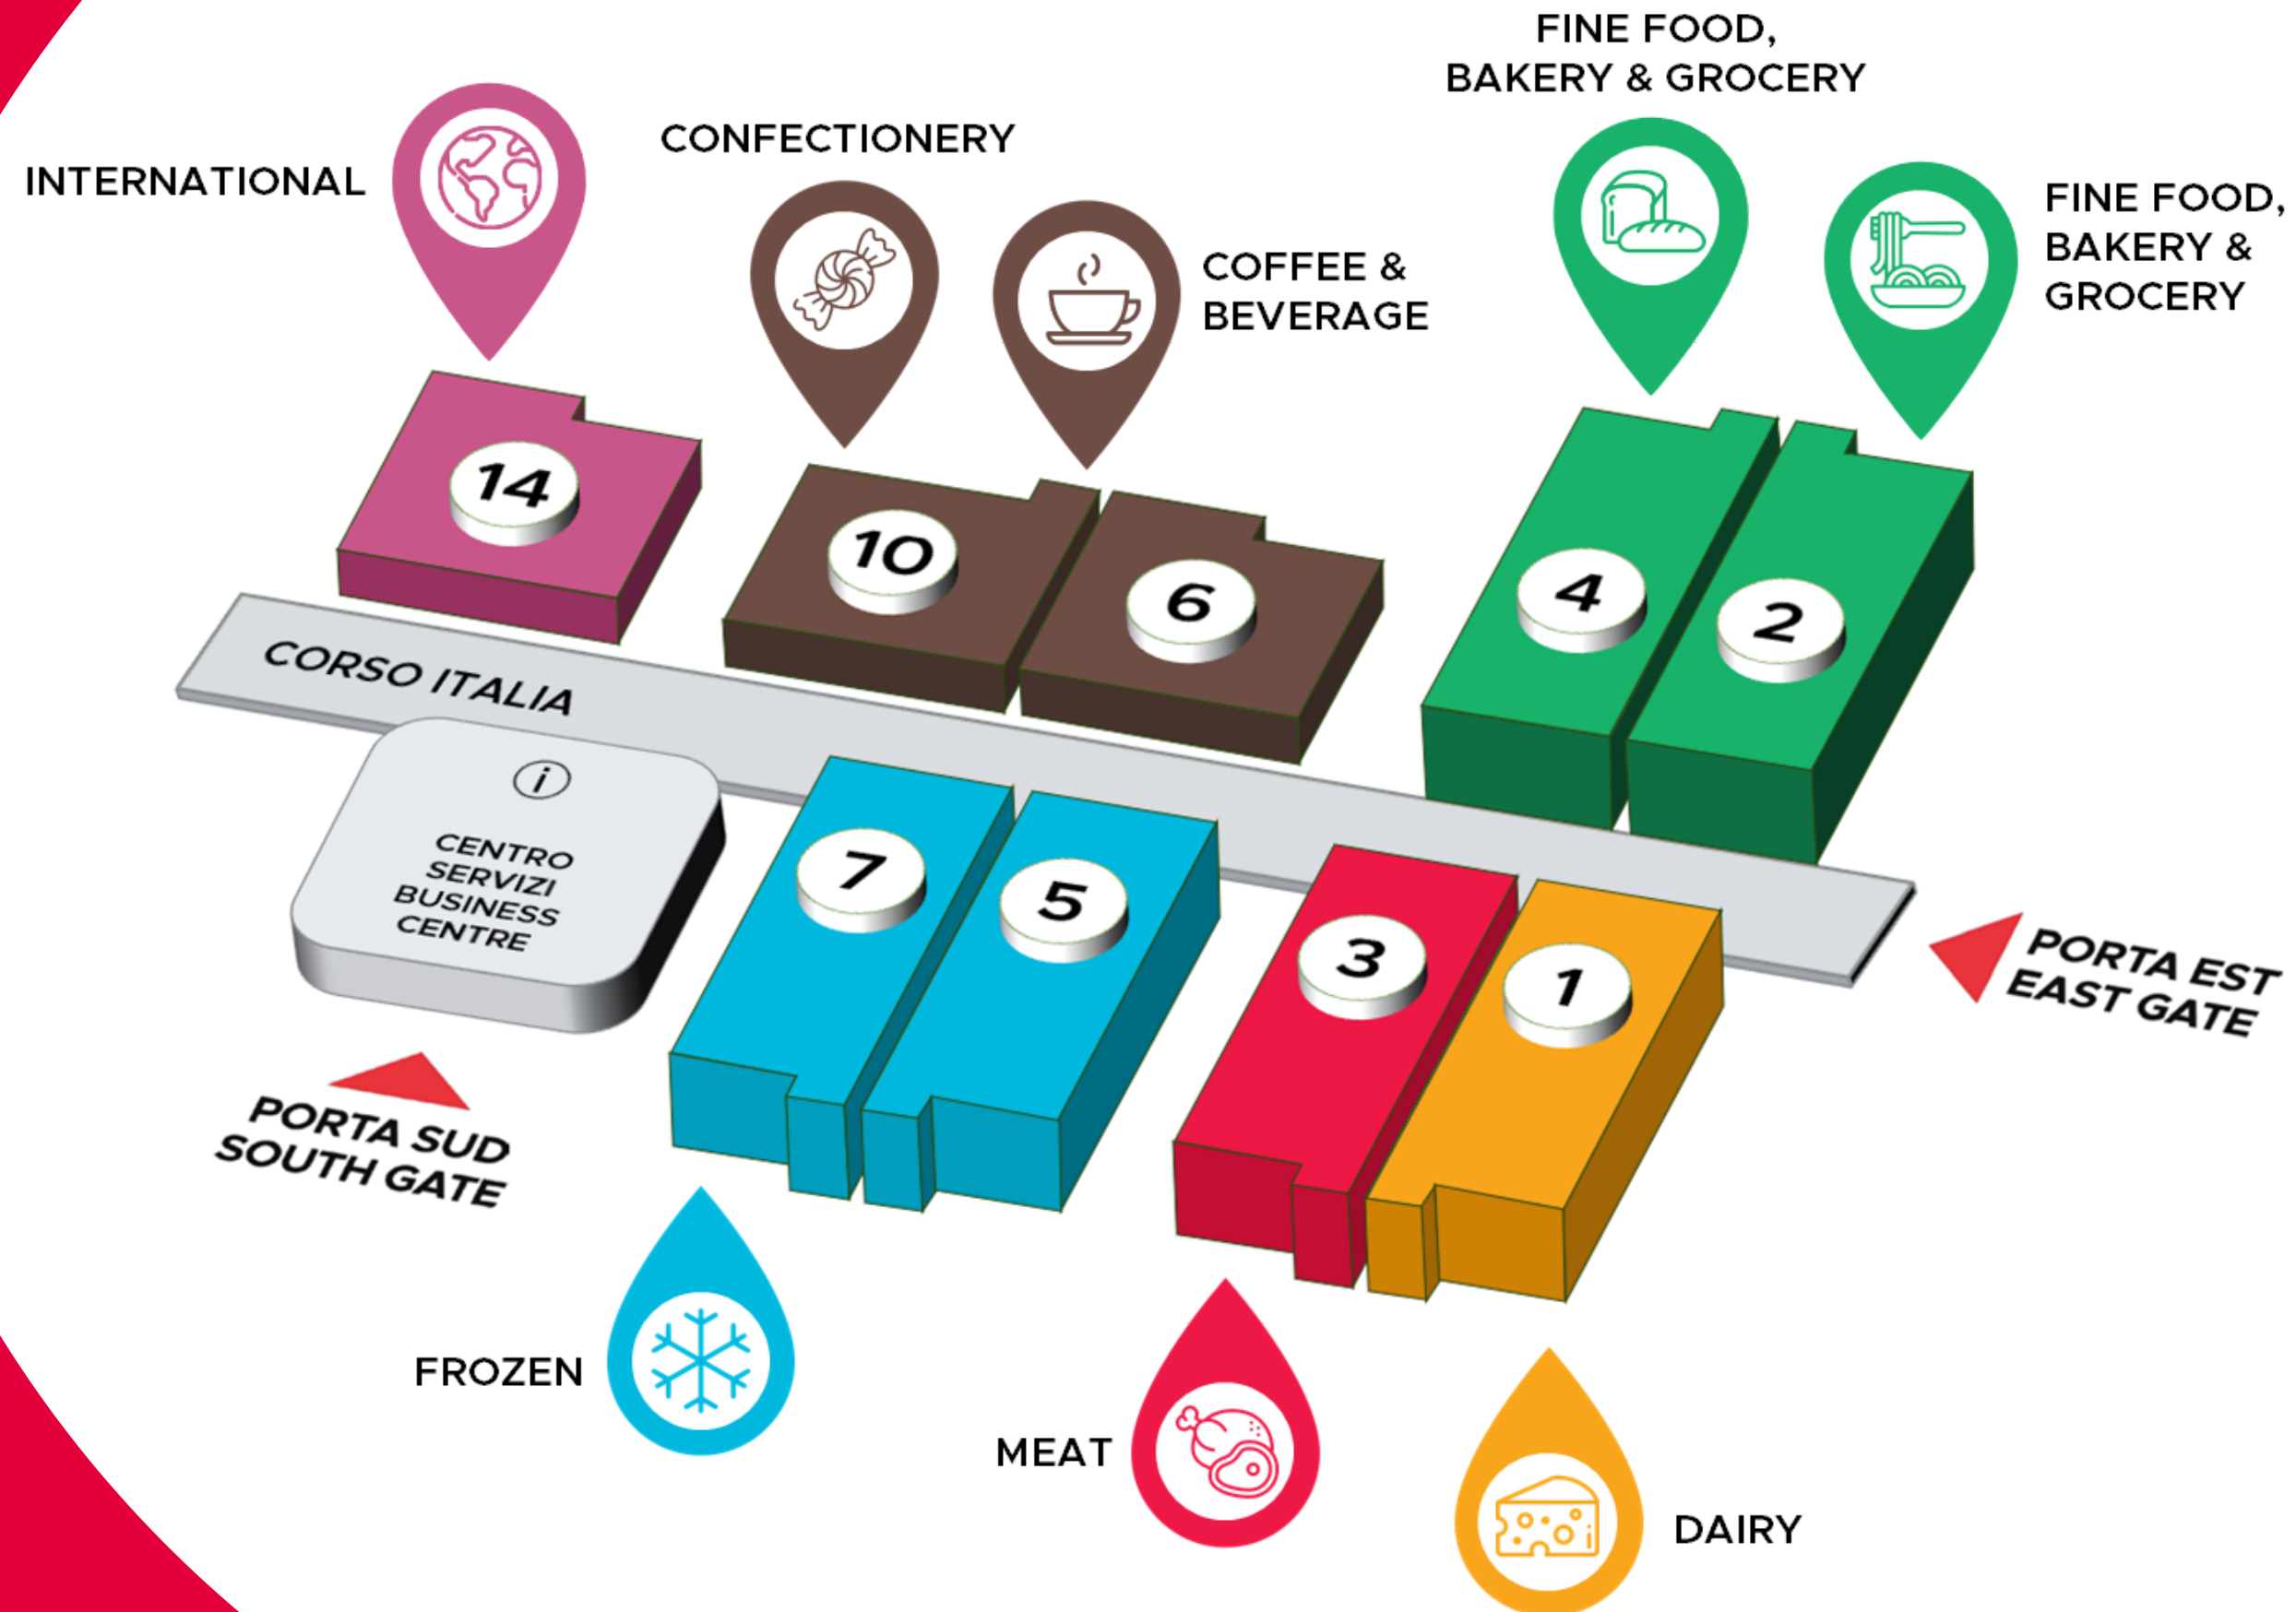 FINE FOOD,
BAKERY & GROCERY
CONFECTIONERY
INTERNATIONAL
FINE FOOD,
BAKERY &
GROCERY
COFFEE &
BEVERAGE
14
10
6
4
2
CORSO ITALIA
i
CENTRO
SERVIZI
BUSINESS
CENTRE
7
5
3
1
PORTA EST
EAST GATE
PORTA SUD
SOUTH GATE
FROZEN
MEAT
DAIRY